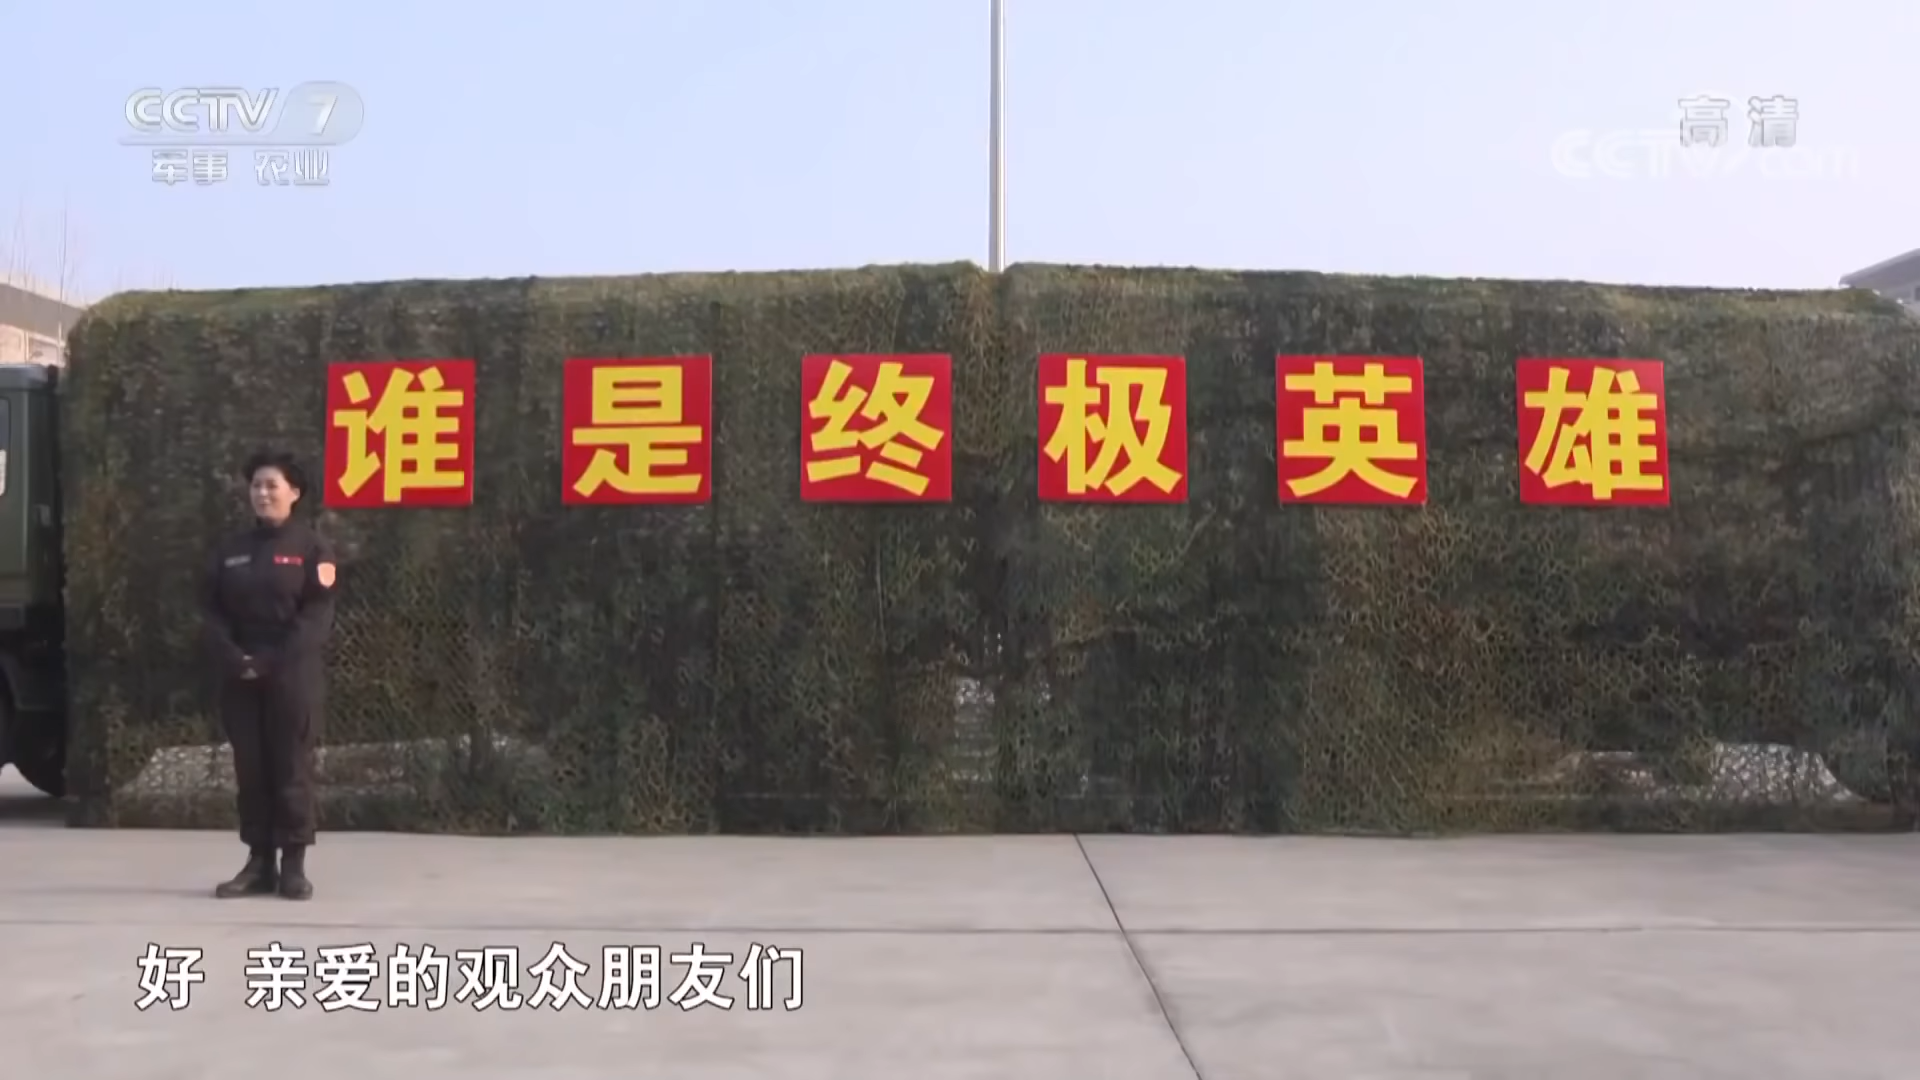 CCTV 7
军事 农业
高清
CCTV.com
谁是终极英雄
好 亲爱的观众朋友们